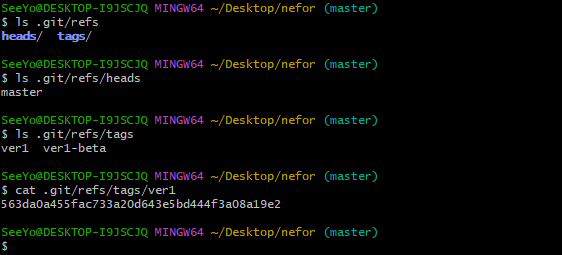 SeeYo@DESKTOP-I9JSCJQ MINGW64 ~/Desktop/nefor (master)
$ ls .git/refs
heads/  tags/
SeeYo@DESKTOP-I9JSCJQ MINGW64 ~/Desktop/nefor (master)
$ ls .git/refs/heads
master
SeeYo@DESKTOP-I9JSCJQ MINGW64 ~/Desktop/nefor (master)
$ ls .git/refs/tags
ver1  ver1-beta
SeeYo@DESKTOP-I9JSCJQ MINGW64 ~/Desktop/nefor (master)
$ cat .git/refs/tags/ver1
563da0a455fac733a20d643e5bd444f3a08a19e2
SeeYo@DESKTOP-I9JSCJQ MINGW64 ~/Desktop/nefor (master)
$